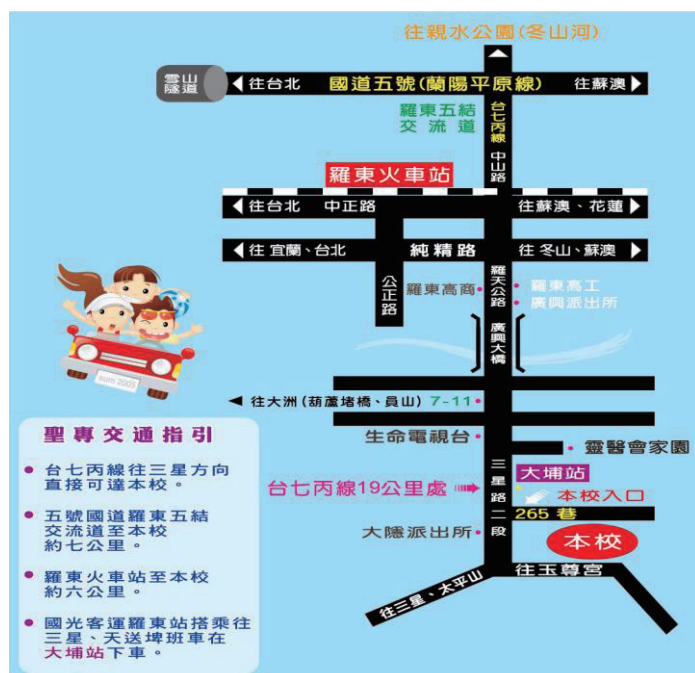 往親水公園(冬山河)
雪山
隧道
往台北
國道五號(蘭陽平原線)
往蘇澳
羅東五結
交流道
台七丙線
中山路
羅東火車站
往台北
中正路
往蘇澳、花蓮
往 宜蘭、台北
純精路
往 冬山、蘇澳
公正路
羅東高商
羅天公路
羅東高工
廣興派出所
廣興大橋
往大洲(葫蘆堵橋、員山)
7-11
生命電視台
靈醫會家園
三星路二段
大埔站
台七丙線19公里處
本校入口
265 巷
大隱派出所
本校
往玉尊宮
往三星、太平山
sum 2005
聖專交通指引
台七丙線往三星方向
直接可達本校。
五號國道羅東五結
交流道至本校
約七公里。
羅東火車站至本校
約六公里。
國光客運羅東站搭乘往
三星、天送埤班車在
大埔站下車。